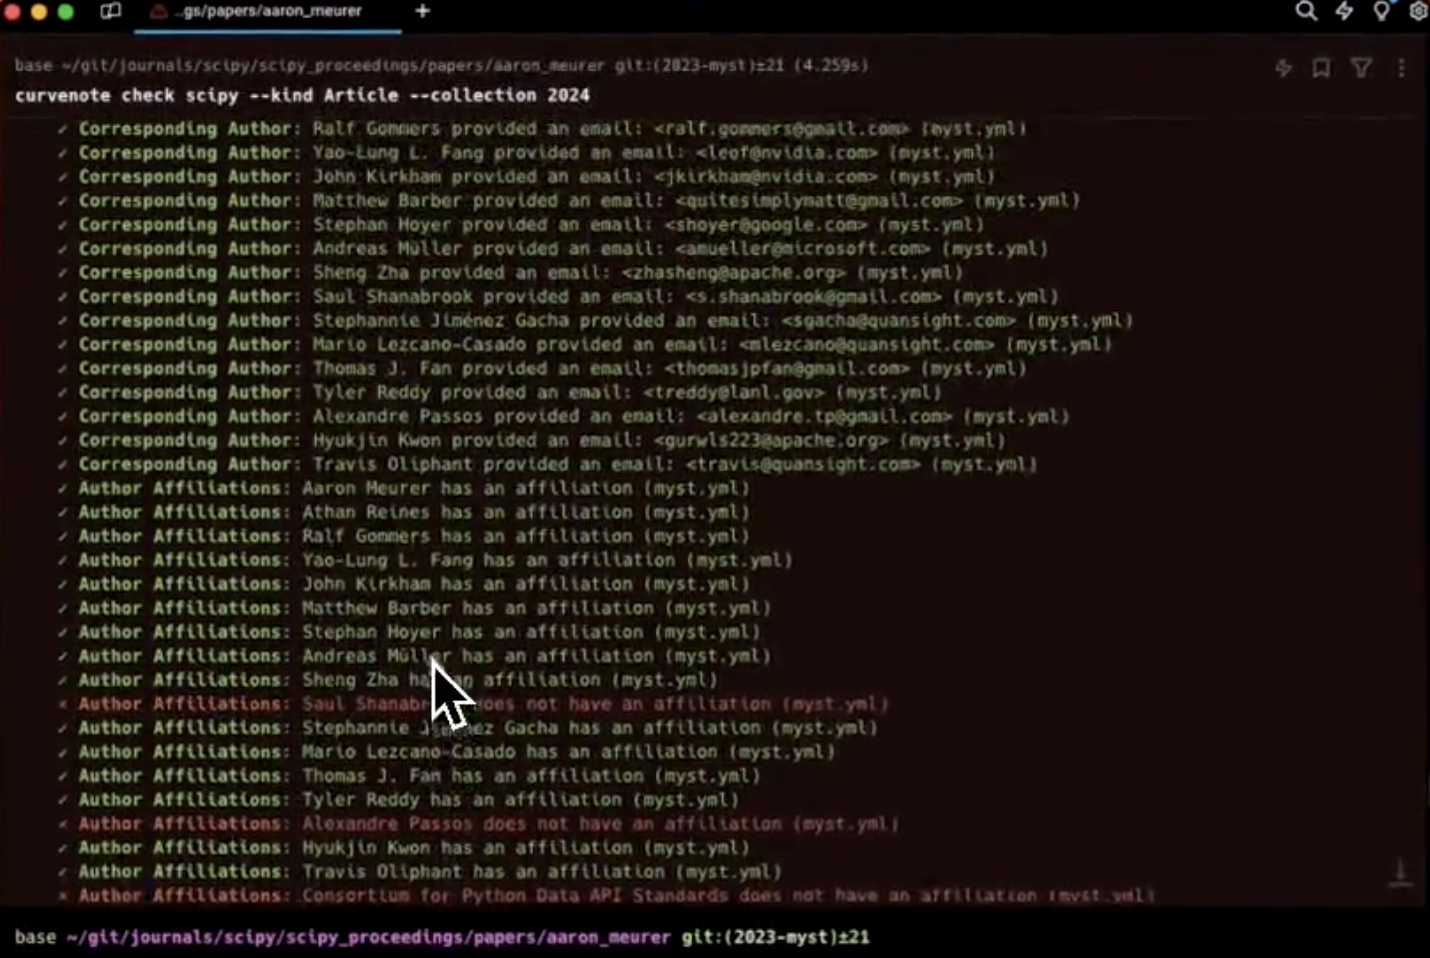 ..gs/papers/aaron_meurer
base ~/git/journals/scipy/scipy_proceedings/papers/aaron_meurer git:(2023-myst)±21 (4.259s)
curvenote check scipy --kind Article --collection 2024
✓ Corresponding Author: Ralf Gommers provided an email: <ralf.gommers@gmail.com> (myst.yml)
✓ Corresponding Author: Yao-Lung L. Fang provided an email: <leof@nvidia.com> (myst.yml)
✓ Corresponding Author: John Kirkham provided an email: <jkirkham@nvidia.com> (myst.yml)
✓ Corresponding Author: Matthew Barber provided an email: <quitesimplymatt@gmail.com> (myst.yml)
✓ Corresponding Author: Stephan Hoyer provided an email: <shoyer@google.com> (myst.yml)
✓ Corresponding Author: Andreas Müller provided an email: <amueller@microsoft.com> (myst.yml)
✓ Corresponding Author: Sheng Zha provided an email: <zhasheng@apache.org> (myst.yml)
✓ Corresponding Author: Saul Shanabrook provided an email: <s.shanabrook@gmail.com> (myst.yml)
✓ Corresponding Author: Stephannie Jiménez Gacha provided an email: <sgacha@quansight.com> (myst.yml)
✓ Corresponding Author: Mario Lezcano-Casado provided an email: <mlezcano@quansight.com> (myst.yml)
✓ Corresponding Author: Thomas J. Fan provided an email: <thomasjpfan@gmail.com> (myst.yml)
✓ Corresponding Author: Tyler Reddy provided an email: <treddy@lanl.gov> (myst.yml)
✓ Corresponding Author: Alexandre Passos provided an email: <alexandre.tp@gmail.com> (myst.yml)
✓ Corresponding Author: Hyukjin Kwon provided an email: <gurwls223@apache.org> (myst.yml)
✓ Corresponding Author: Travis Oliphant provided an email: <travis@quansight.com> (myst.yml)
✓ Author Affiliations: Aaron Meurer has an affiliation (myst.yml)
✓ Author Affiliations: Athan Reines has an affiliation (myst.yml)
✓ Author Affiliations: Ralf Gommers has an affiliation (myst.yml)
✓ Author Affiliations: Yao-Lung L. Fang has an affiliation (myst.yml)
✓ Author Affiliations: John Kirkham has an affiliation (myst.yml)
✓ Author Affiliations: Matthew Barber has an affiliation (myst.yml)
✓ Author Affiliations: Stephan Hoyer has an affiliation (myst.yml)
✓ Author Affiliations: Andreas Müller has an affiliation (myst.yml)
✓ Author Affiliations: Sheng Zha affiliation (myst.yml)
× Author Affiliations: Saul not have an affiliation (myst.yml)
✓ Author Affiliations: Stephannie Gacha has an affiliation (myst.yml)
✓ Author Affiliations: Mario Lezcano-Casado has an affiliation (myst.yml)
✓ Author Affiliations: Thomas J. Fan has an affiliation (myst.yml)
✓ Author Affiliations: Tyler Reddy has an affiliation (myst.yml)
× Author Affiliations: Alexandre Passos does not have an affiliation (myst.yml)
✓ Author Affiliations: Hyukjin Kwon has an affiliation (myst.yml)
✓ Author Affiliations: Travis Oliphant has an affiliation (myst.yml)
× Author Affiliations: Consortium for Python Data API Standards does not have an affiliation (myst.yml)
base ~/git/journals/scipy/scipy_proceedings/papers/aaron_meurer git:(2023-myst)±21